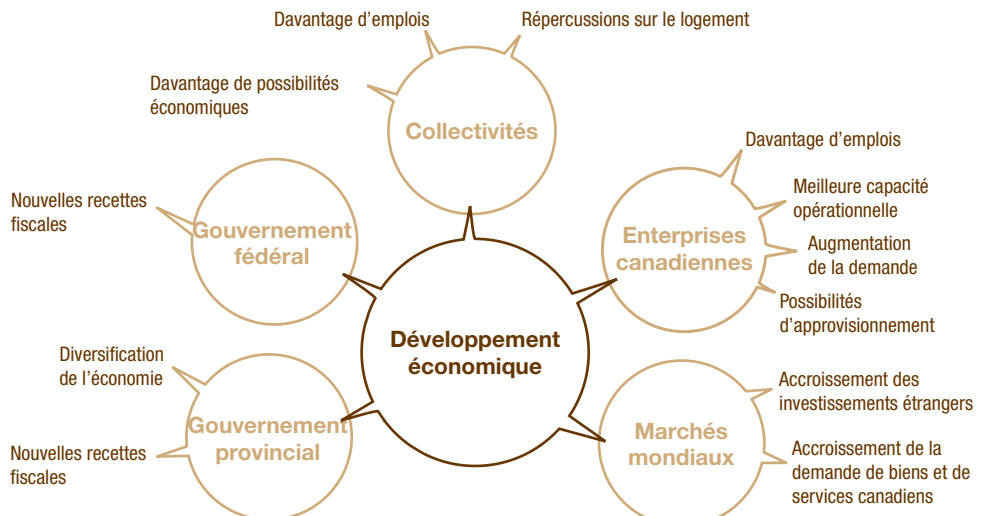 Davantage d'emplois
Répercussions sur le logement
Davantage de possibilités
économiques
Collectivités
Davantage d'emplois
Meilleure capacité
opérationnelle
Augmentation
de la demande
Possibilités
d'approvisionnement
Enterprises
canadiennes
Nouvelles recettes
fiscales
Gouvernement
fédéral
Développement
économique
Diversification
de l'économie
Nouvelles recettes
fiscales
Gouvernement
provincial
Marchés
mondiaux
Accroissement des
investissements étrangers
Accroissement de la
demande de biens et de
services canadiens